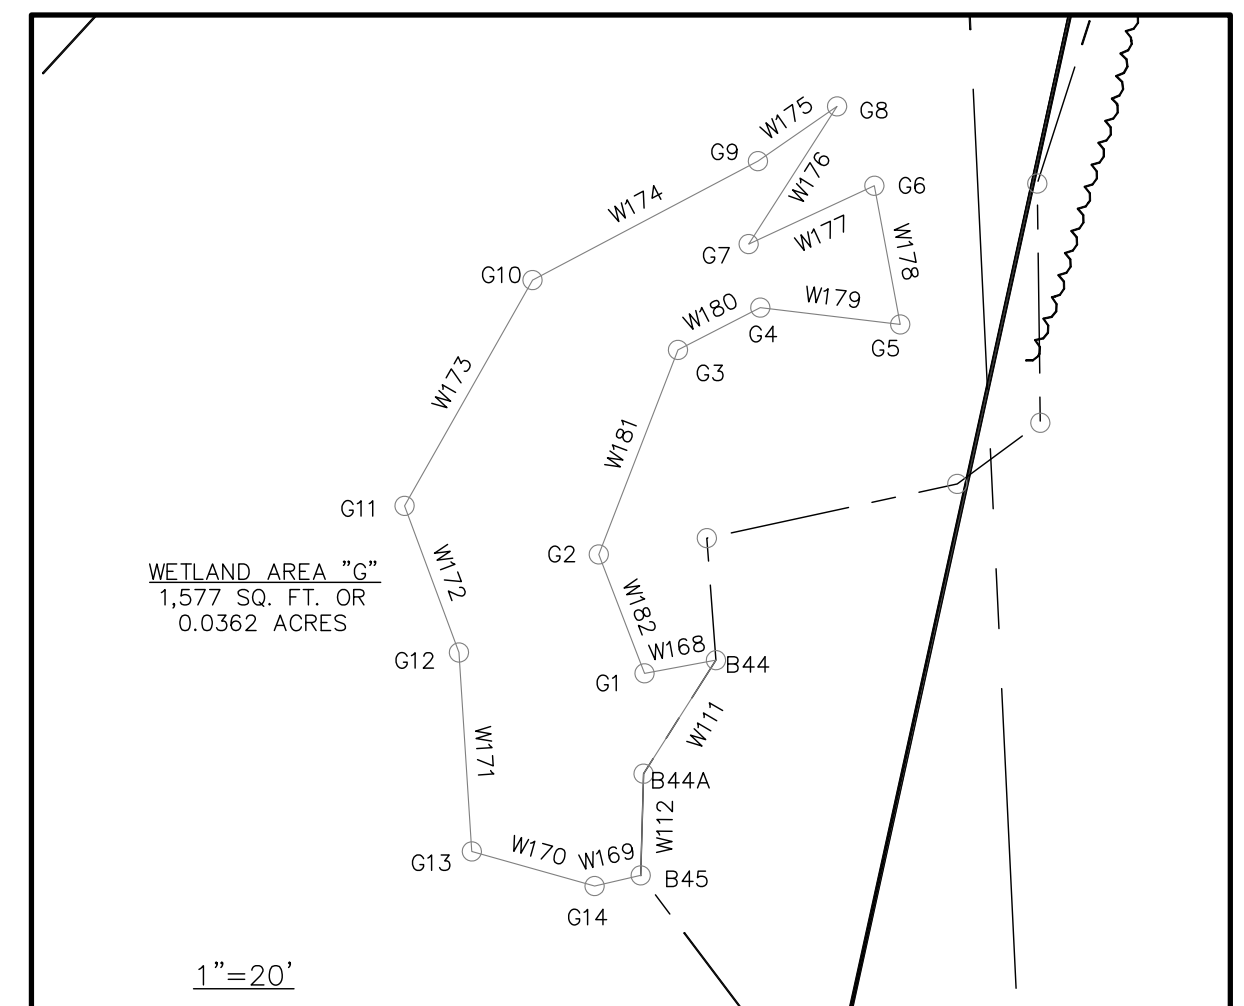 W175
G8
G9
W176
G6
W174
W177
G7
W178
G10
W179
W180
G4
G5
G3
W173
W181
G11
G2
WETLAND AREA "G"
1,577 SQ. FT. OR
0.0362 ACRES
W172
W182
W168
G12
B44
G1
W111
W171
B44A
W112
W170
W169
G13
B45
G14
1"=20'